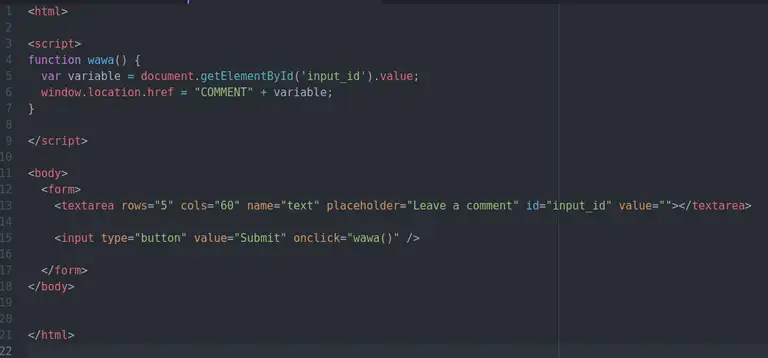 1 <html>
2
3 <script>
4 function wawa() {
5   var variable = document.getElementById('input_id').value;
6   window.location.href = "COMMENT" + variable;
7 }
8
9 </script>
10
11 <body>
12   <form>
13     <textarea rows="5" cols="60" name="text" placeholder="Leave a comment" id="input_id" value=""></textarea>
14
15     <input type="button" value="Submit" onclick="wawa()" />
16
17   </form>
18 </body>
19
20
21 </html>
22